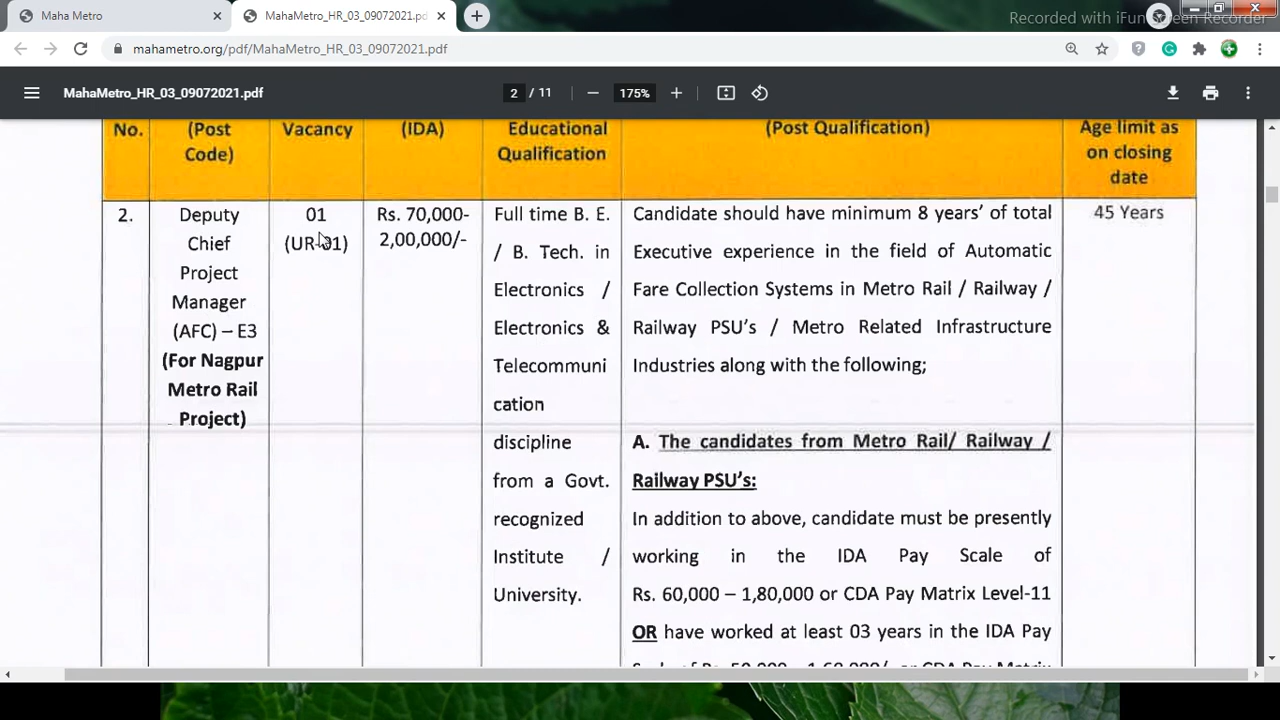 Maha Metro
MahaMetro_HR_03_09072021.pdf
Recorded with iFun Screen Recorder
mahametro.org/pdf/MahaMetro_HR_03_09072021.pdf
MahaMetro_HR_03_09072021.pdf
2 / 11
175%
No.
(Post
Code)
Vacancy
(IDA)
Educational
Qualification
(Post Qualification)
Age limit as
on closing
date
2.
Deputy
Chief
Project
Manager
(AFC) – E3
(For Nagpur
Metro Rail
Project)
01
(UR-01)
Rs. 70,000-
2,00,000/-
Full time B. E.
/ B. Tech. in
Electronics /
Electronics &
Telecommuni
cation
discipline
from a Govt.
recognized
Institute /
University.
Candidate should have minimum 8 years' of total
Executive experience in the field of Automatic
Fare Collection Systems in Metro Rail / Railway /
Railway PSU's / Metro Related Infrastructure
Industries along with the following;
A. The candidates from Metro Rail/ Railway /
Railway PSU's:
In addition to above, candidate must be presently
working in the IDA Pay Scale of
Rs. 60,000 – 1,80,000 or CDA Pay Matrix Level-11
OR have worked at least 03 years in the IDA Pay
45 Years